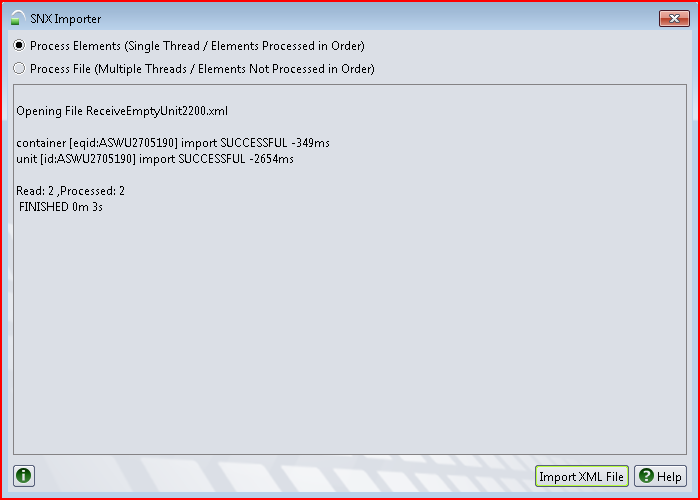 SNX Importer
Process Elements (Single Thread / Elements Processed in Order)
Process File (Multiple Threads / Elements Not Processed in Order)
Opening File ReceiveEmptyUnit2200.xml
container [eqid:ASWU2705190] import SUCCESSFUL -349ms
unit [id:ASWU2705190] import SUCCESSFUL -2654ms
Read: 2 ,Processed: 2
FINISHED 0m 3s
Import XML File
Help